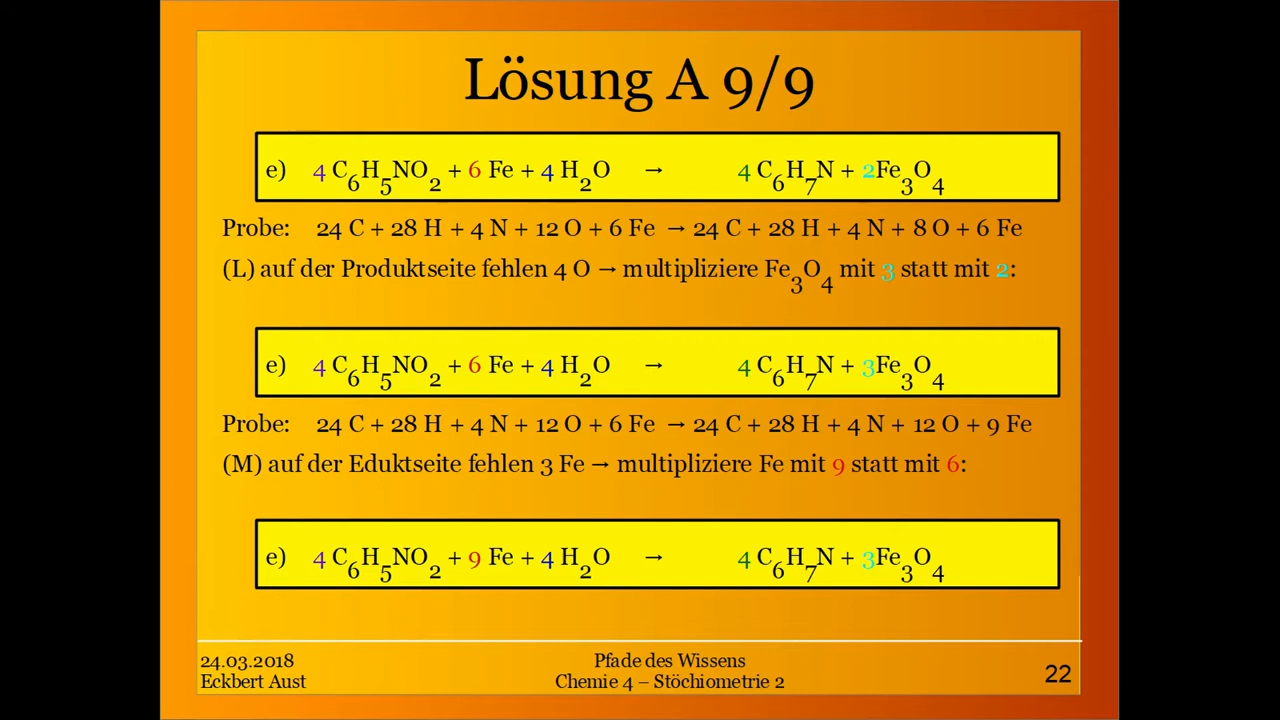 Lösung A 9/9
e) 4 C₆H₅NO₂ + 6 Fe + 4 H₂O → 4 C₆H₇N + 2Fe₃O₄
Probe: 24 C + 28 H + 4 N + 12 O + 6 Fe → 24 C + 28 H + 4 N + 8 O + 6 Fe
(L) auf der Produktseite fehlen 4 O → multipliziere Fe₃O₄ mit 3 statt mit 2:
e) 4 C₆H₅NO₂ + 6 Fe + 4 H₂O → 4 C₆H₇N + 3Fe₃O₄
Probe: 24 C + 28 H + 4 N + 12 O + 6 Fe → 24 C + 28 H + 4 N + 12 O + 9 Fe
(M) auf der Eduktseite fehlen 3 Fe → multipliziere Fe mit 9 statt mit 6:
e) 4 C₆H₅NO₂ + 9 Fe + 4 H₂O → 4 C₆H₇N + 3Fe₃O₄
24.03.2018
Eckbert Aust
Pfade des Wissens
Chemie 4 – Stöchiometrie 2
22